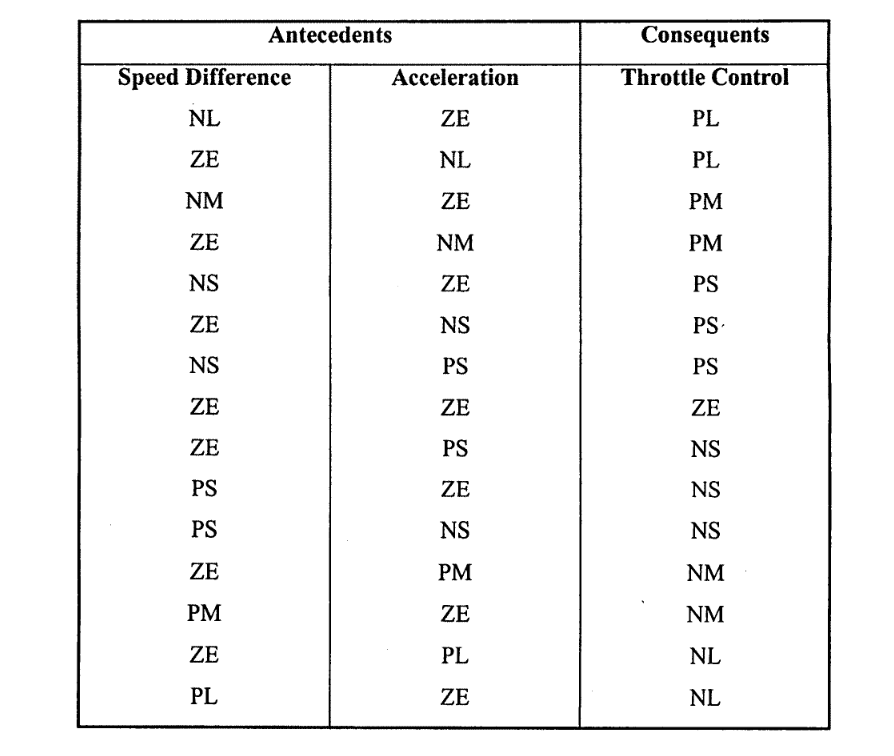 Antecedents Consequents
Speed Difference Acceleration Throttle Control
NL ZE PL
ZE NL PL
NM ZE PM
ZE NM PM
NS ZE PS
ZE NS PS
NS PS PS
ZE ZE ZE
ZE PS NS
PS ZE NS
PS NS NS
ZE PM NM
PM ZE NM
ZE PL NL
PL ZE NL